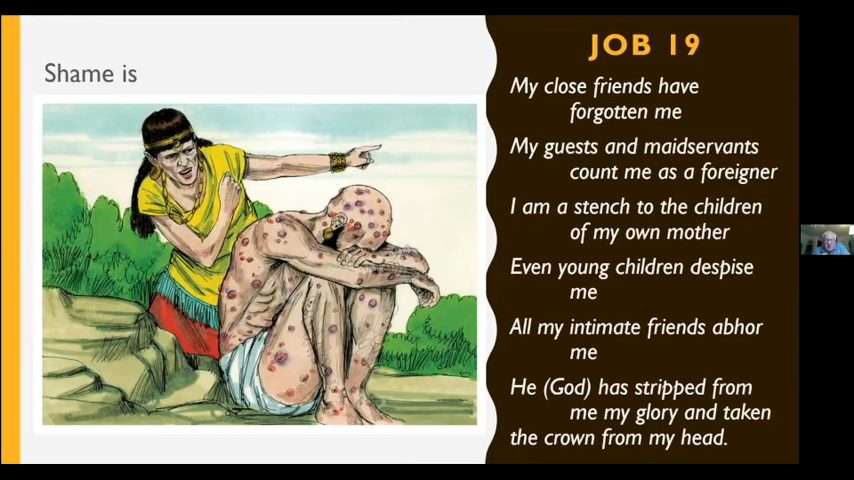 Shame is
JOB 19
My close friends have
forgotten me
My guests and maidservants
count me as a foreigner
I am a stench to the children
of my own mother
Even young children despise
me
All my intimate friends abhor
me
He (God) has stripped from
me my glory and taken
the crown from my head.